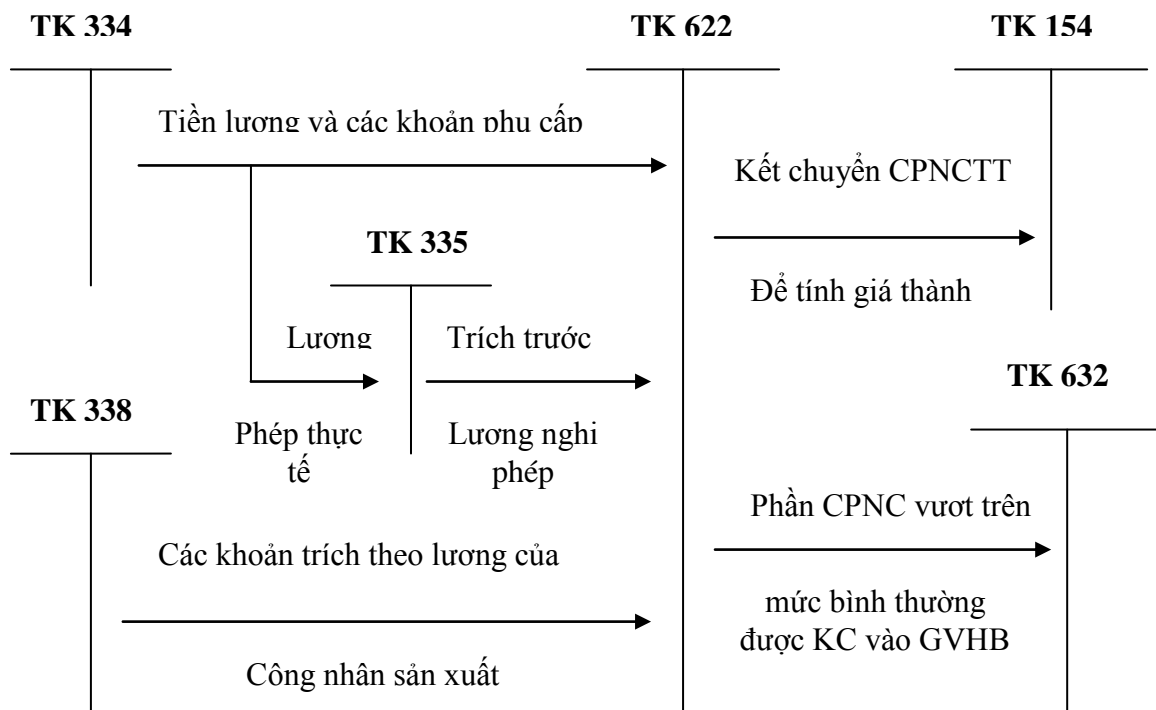 TK 334
TK 622
TK 154
Tiền lương và các khoản phụ cấp
Kết chuyển CPNCTT
Để tính giá thành
TK 335
Lương
Phép thực
tế
Trích trước
Lương nghi
phép
TK 338
TK 632
Các khoản trích theo lương của
Công nhân sản xuất
Phần CPNC vượt trên
mức bình thường
được KC vào GVHB